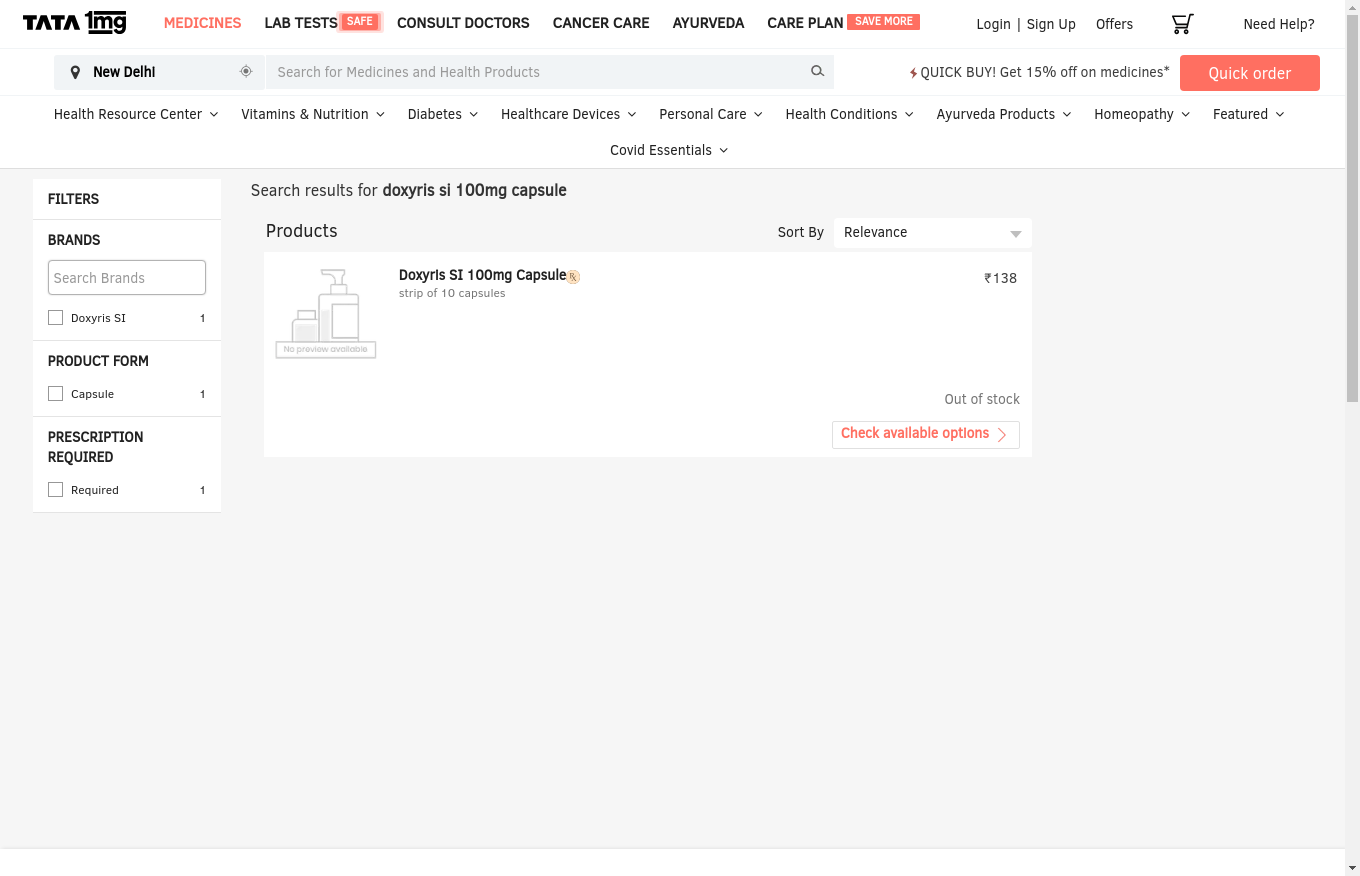 TATA 1mg MEDICINES LAB TESTS SAFE CONSULT DOCTORS CANCER CARE AYURVEDA CARE PLAN SAVE MORE Login | Sign Up Offers Need Help?
New Delhi Search for Medicines and Health Products QUICK BUY! Get 15% off on medicines* Quick order
Health Resource Center Vitamins & Nutrition Diabetes Healthcare Devices Personal Care Health Conditions Ayurveda Products Homeopathy Featured
Covid Essentials
FILTERS
BRANDS
Search Brands
Doxyris SI 1
PRODUCT FORM
Capsule 1
PRESCRIPTION
REQUIRED
Required 1
Search results for doxyris si 100mg capsule
Products Sort By Relevance
Doxyris SI 100mg Capsule ℞ ₹138
strip of 10 capsules
No preview available
Out of stock
Check available options